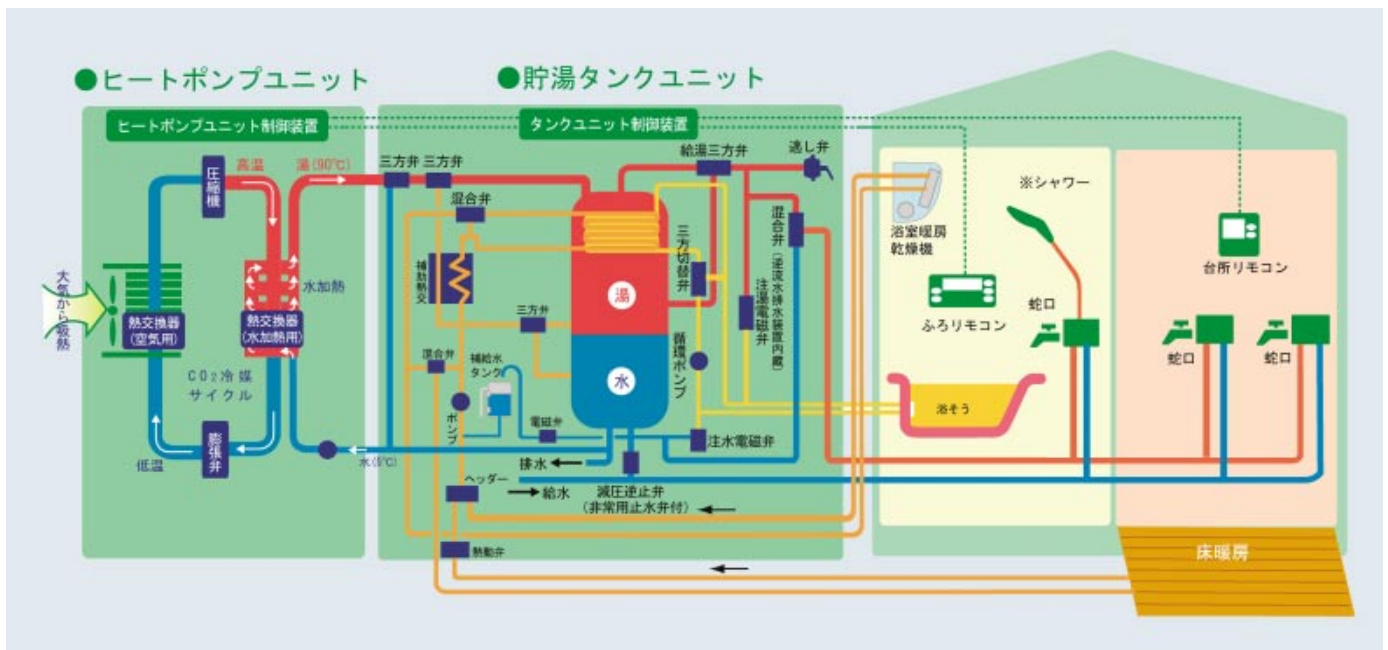 ●ヒートポンプユニット
ヒートポンプユニット制御装置
圧縮機
高温
湯(90℃)
大気から吸熱
熱交換器
(空気用)
熱交換器
(水加熱用)
水加熱
CO₂冷媒
サイクル
低温
膨張弁
水(5℃)
●貯湯タンクユニット
タンクユニット制御装置
三方弁
三方弁
混合弁
補助熱交
三方弁
混合弁
補給水
タンク
ポンプ
電磁弁
湯
水
給湯三方弁
逃し弁
三方切替弁
循環ポンプ
注湯電磁弁
混合弁(逆流水排水装置内蔵)
注水電磁弁
排水
ヘッダー
給水
減圧逆止弁
(非常用止水弁付)
熱動弁
浴室暖房
乾燥機
※シャワー
ふろリモコン
蛇口
浴そう
台所リモコン
蛇口
蛇口
床暖房